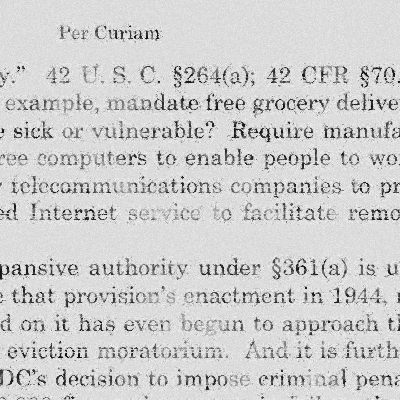 Per Curiam
y.” 42 U. S. C. §264(a); 42 CFR §70.
example, mandate free grocery delive
e sick or vulnerable? Require manufa
ree computers to enable people to wo
telecommunications companies to pr
ed Internet service to facilitate remo
pansive authority under §361(a) is u
e that provision’s enactment in 1944,
d on it has even begun to approach th
eviction moratorium. And it is furth
DC’s decision to impose criminal pena